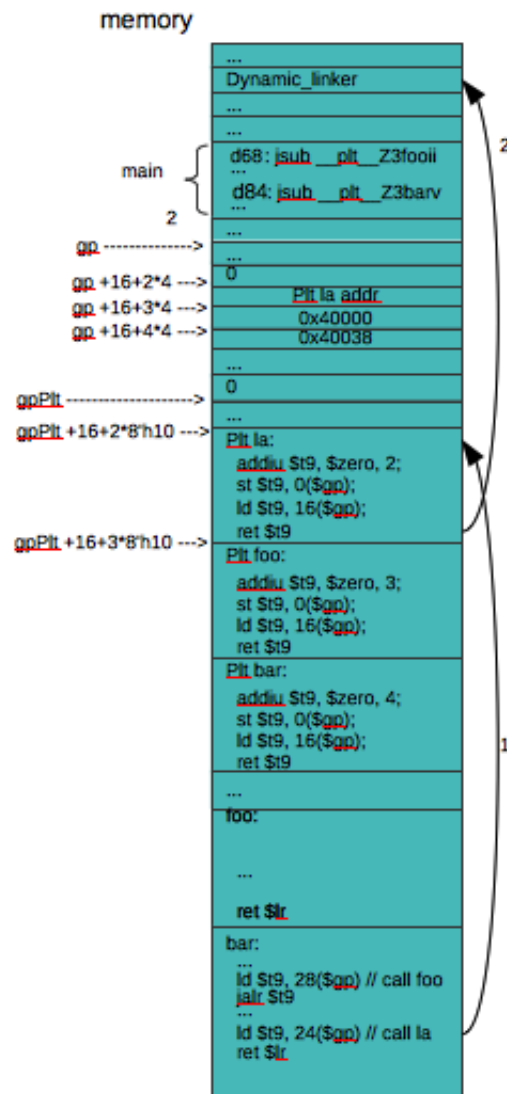 memory
...
Dynamic_linker
...
...
main
d68: jsub __plt__Z3fooii
...
d84: jsub __plt__Z3barv
...
2
2
...
gp -------------->
...
gp +16+2*4 --->
0
Plt la addr
gp +16+3*4 --->
0x40000
gp +16+4*4 --->
0x40038
...
0
gpPlt -------------------->
...
gpPlt +16+2*8'h10 --->
Plt la:
addiu $t9, $zero, 2;
st $t9, 0($gp);
ld $t9, 16($gp);
ret $t9
gpPlt +16+3*8'h10 --->
Plt foo:
addiu $t9, $zero, 3;
st $t9, 0($gp);
ld $t9, 16($gp);
ret $t9
Plt bar:
addiu $t9, $zero, 4;
st $t9, 0($gp);
ld $t9, 16($gp);
ret $t9
1
...
foo:
...
ret $lr
bar:
...
ld $t9, 28($gp) // call foo
jalr $t9
...
ld $t9, 24($gp) // call la
ret $lr